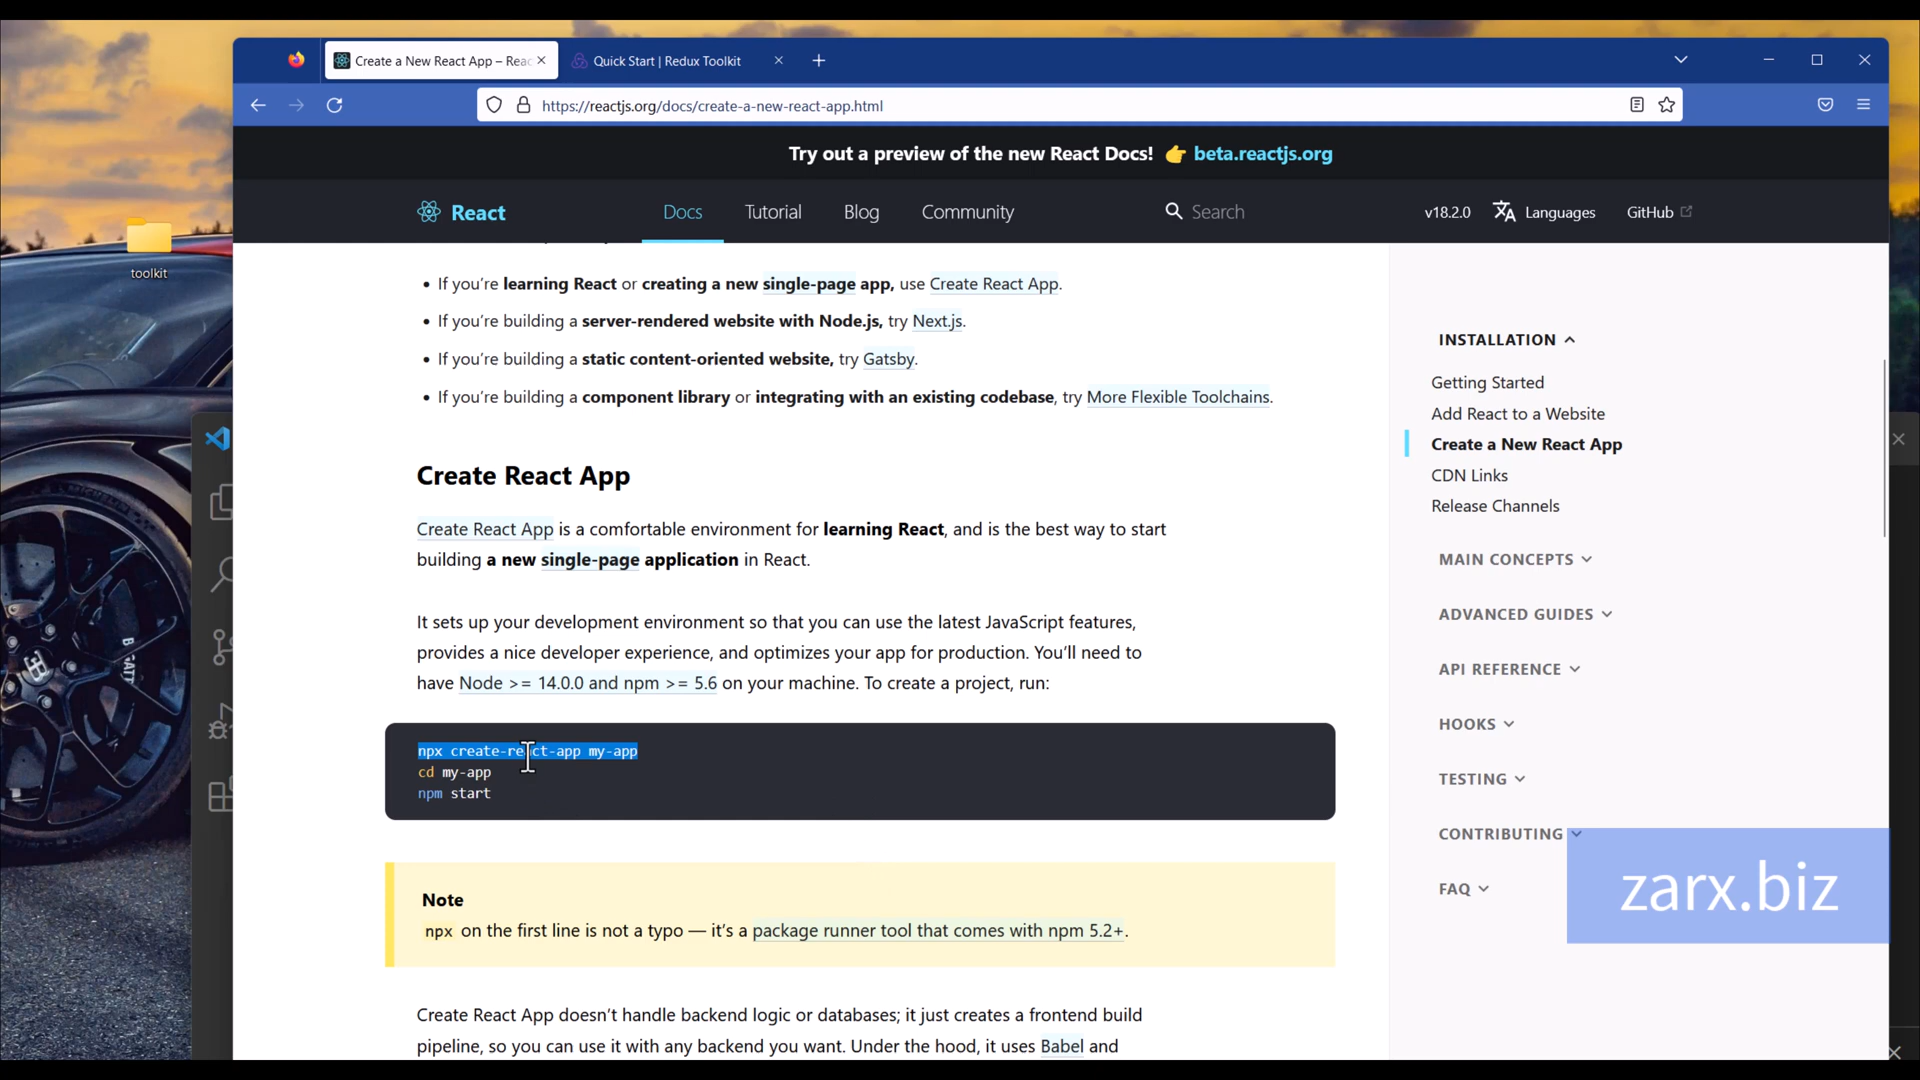 Create a New React App – Reac
Quick Start | Redux Toolkit
https://reactjs.org/docs/create-a-new-react-app.html
Try out a preview of the new React Docs! 👉 beta.reactjs.org
React
Docs
Tutorial
Blog
Community
Search
v18.2.0
Languages
GitHub
toolkit
• If you’re learning React or creating a new single-page app, use Create React App.
• If you’re building a server-rendered website with Node.js, try Next.js.
• If you’re building a static content-oriented website, try Gatsby.
• If you’re building a component library or integrating with an existing codebase, try More Flexible Toolchains.
Create React App
Create React App is a comfortable environment for learning React, and is the best way to start
building a new single-page application in React.
It sets up your development environment so that you can use the latest JavaScript features,
provides a nice developer experience, and optimizes your app for production. You’ll need to
have Node >= 14.0.0 and npm >= 5.6 on your machine. To create a project, run:
npx create-react-app my-app
cd my-app
npm start
Note
npx on the first line is not a typo — it’s a package runner tool that comes with npm 5.2+.
Create React App doesn’t handle backend logic or databases; it just creates a frontend build
pipeline, so you can use it with any backend you want. Under the hood, it uses Babel and
INSTALLATION
Getting Started
Add React to a Website
Create a New React App
CDN Links
Release Channels
MAIN CONCEPTS
ADVANCED GUIDES
API REFERENCE
HOOKS
TESTING
CONTRIBUTING
FAQ
zarx.biz